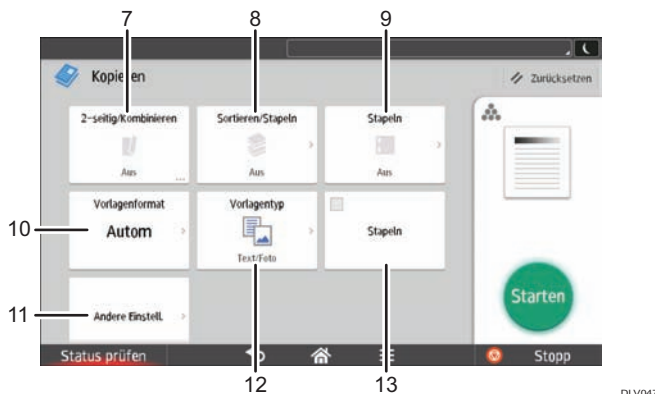 7
8
9
Kopieren
Zurücksetzen
2-seitig/Kombinieren
Aus
...
Sortieren/Stapeln
Aus
Stapeln
Aus
10
Vorlagenformat
Autom
Vorlagentyp
Text/Foto
Stapeln
11
Andere Einstell.
Starten
Status prüfen
Stopp
12
13